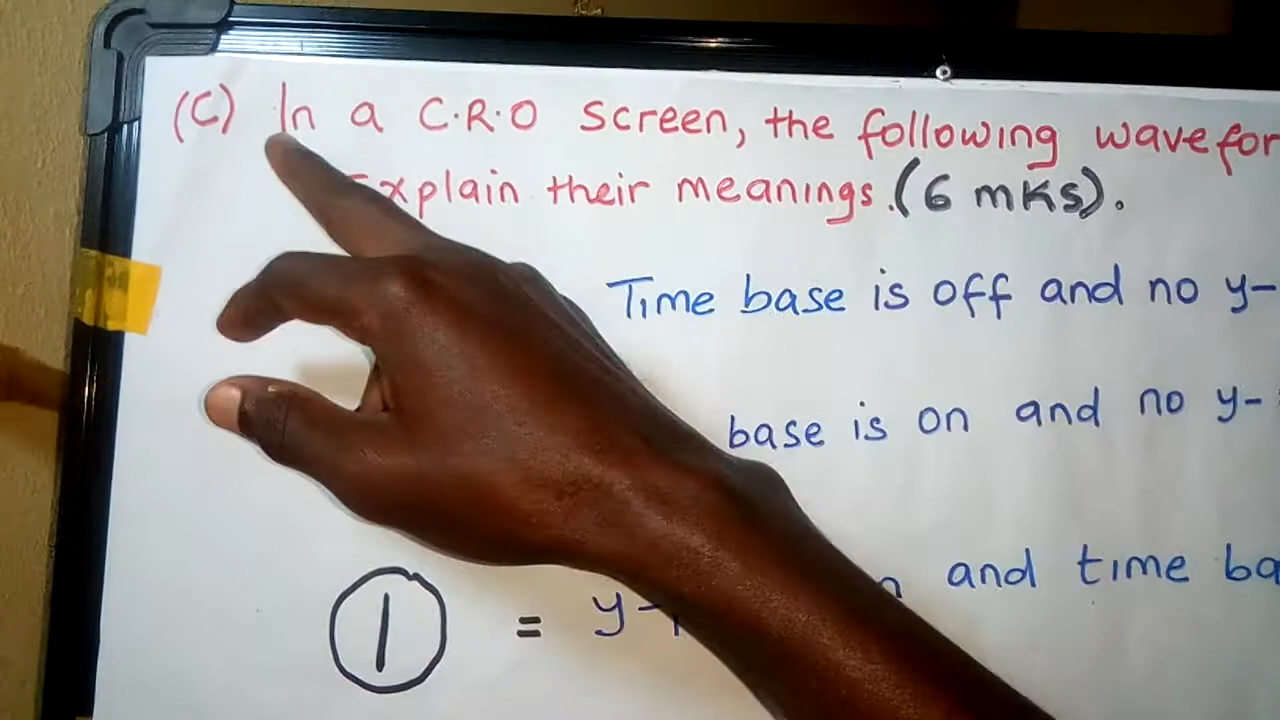 (C) In a C.R.O screen, the following wavefor
Explain their meanings. (6 mks).
Time base is off and no y-
base is on and no y-
and time ba
= y-